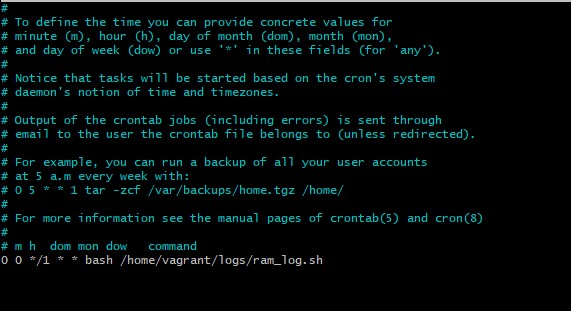 #
# To define the time you can provide concrete values for
# minute (m), hour (h), day of month (dom), month (mon),
# and day of week (dow) or use '*' in these fields (for 'any').
#
# Notice that tasks will be started based on the cron's system
# daemon's notion of time and timezones.
#
# Output of the crontab jobs (including errors) is sent through
# email to the user the crontab file belongs to (unless redirected).
#
# For example, you can run a backup of all your user accounts
# at 5 a.m every week with:
# 0 5 * * 1 tar -zcf /var/backups/home.tgz /home/
#
# For more information see the manual pages of crontab(5) and cron(8)
#
# m h  dom mon dow   command
0 0 */1 * * bash /home/vagrant/logs/ram_log.sh